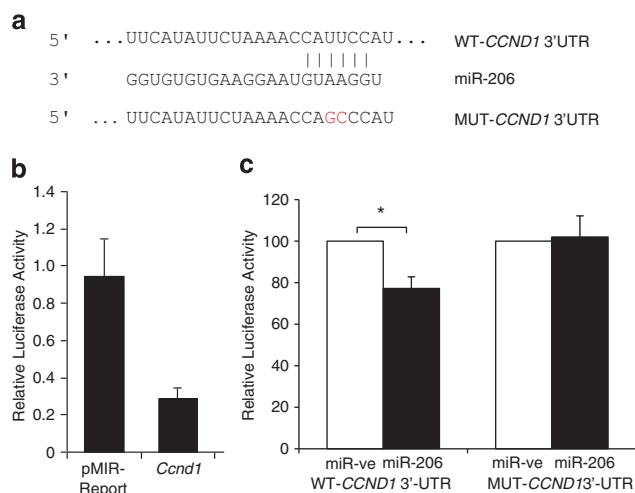 a
5' ...UUCAUAUUCUAAAACCAUUCCAU... WT-CCND1 3'UTR
3' GGUGUGUGAAGGAAUGUAAGGU miR-206
5' ...UUCAUAUUCUAAAACCAGCCCAU MUT-CCND1 3'UTR
b
Relative Luciferase Activity
1.4
1.2
1.0
0.8
0.6
0.4
0.2
0
pMIR-
Report
Ccnd1
c
Relative Luciferase Activity
120
100
80
60
40
20
0
*
miR-ve miR-206 miR-ve miR-206
WT-CCND1 3'-UTR MUT-CCND13'-UTR